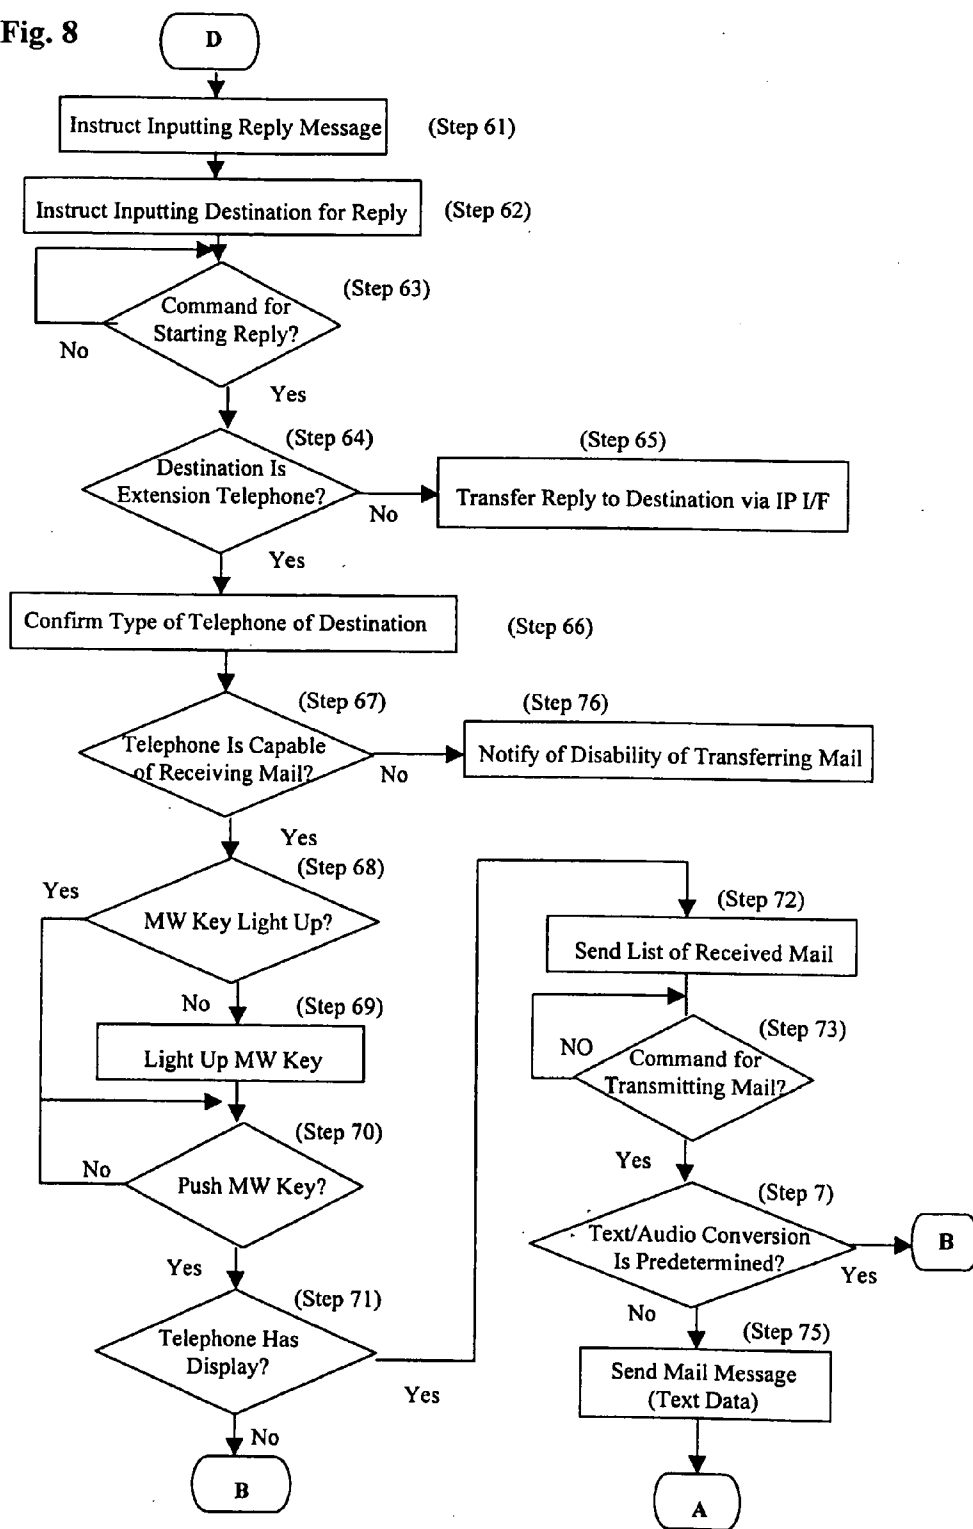 Fig. 8
D
Instruct Inputting Reply Message
(Step 61)
Instruct Inputting Destination for Reply
(Step 62)
(Step 63)
Command for
Starting Reply?
No
Yes
(Step 64)
Destination Is
Extension Telephone?
No
(Step 65)
Transfer Reply to Destination via IP I/F
Yes
Confirm Type of Telephone of Destination
(Step 66)
(Step 67)
Telephone Is Capable
of Receiving Mail?
No
(Step 76)
Notify of Disability of Transferring Mail
Yes
(Step 68)
Yes
MW Key Light Up?
No
(Step 69)
Light Up MW Key
(Step 70)
No
Push MW Key?
Yes
(Step 71)
Telephone Has
Display?
Yes
No
B
(Step 72)
Send List of Received Mail
(Step 73)
NO
Command for
Transmitting Mail?
Yes
(Step 7)
Text/Audio Conversion
Is Predetermined?
Yes
B
No
(Step 75)
Send Mail Message
(Text Data)
A